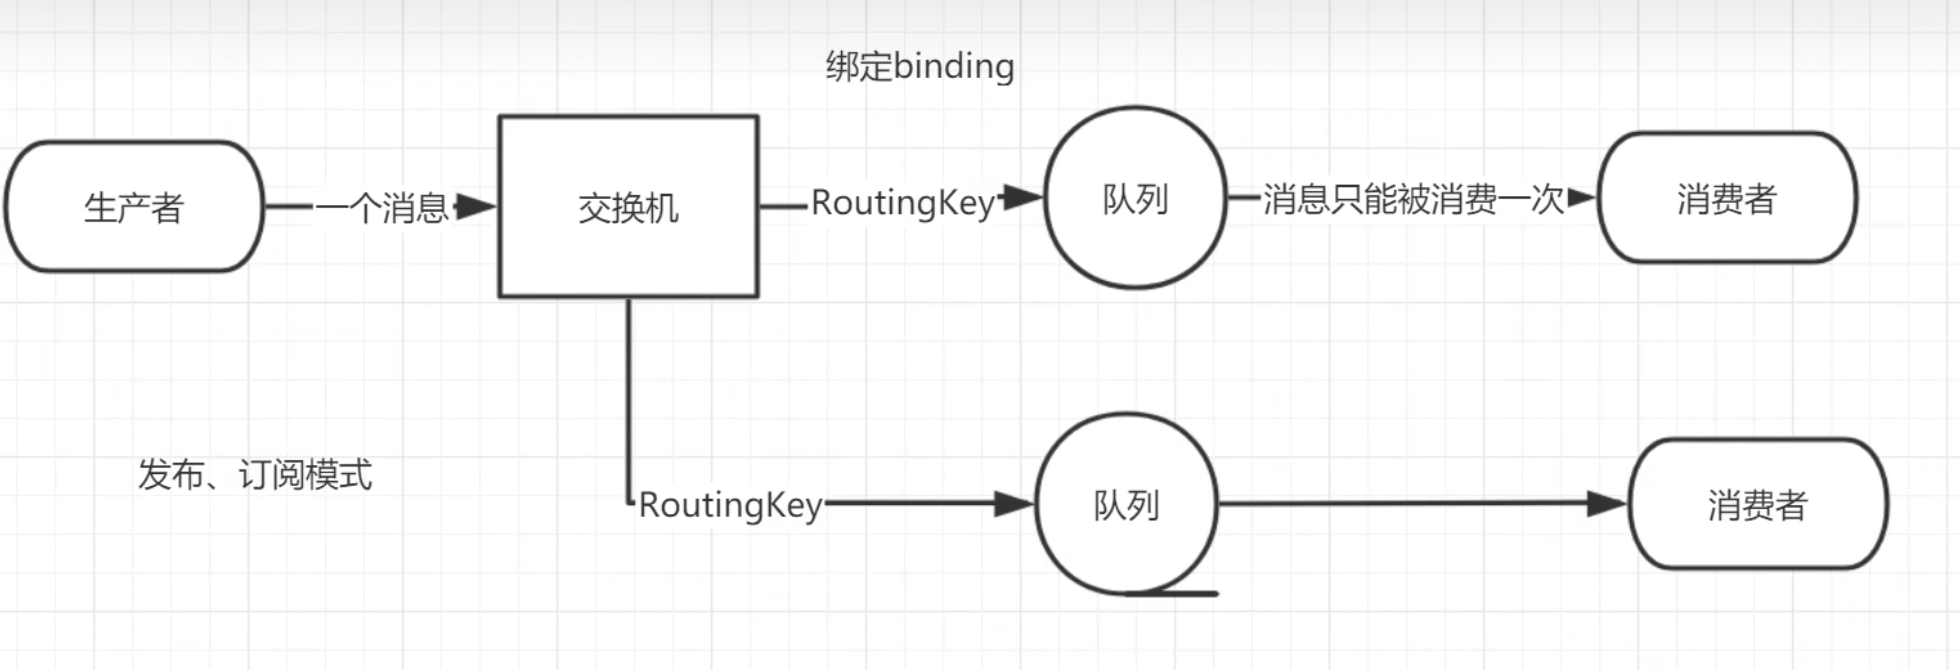 绑定binding
生产者
一个消息
交换机
RoutingKey
队列
消息只能被消费一次
消费者
发布、订阅模式
RoutingKey
队列
消费者